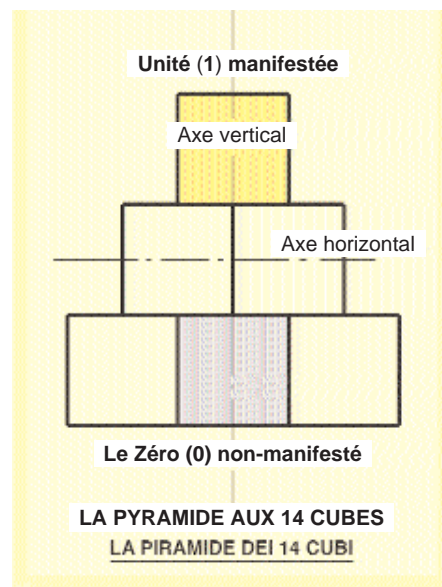 Unité (1) manifestée
Axe vertical
Axe horizontal
Le Zéro (0) non-manifesté
LA PYRAMIDE AUX 14 CUBES
LA PIRAMIDE DEI 14 CUBI